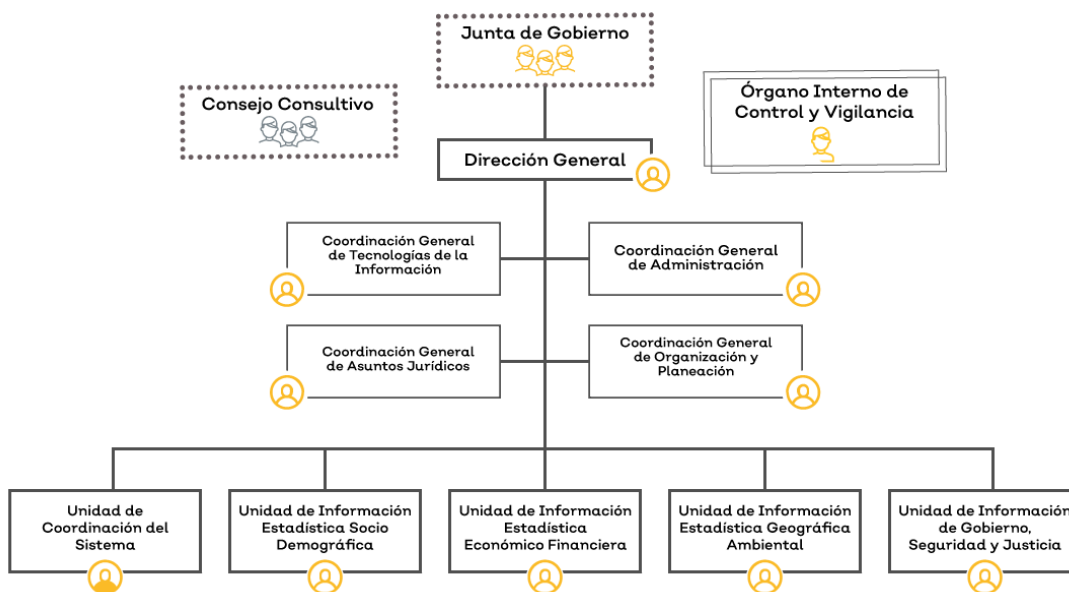 Junta de Gobierno
Consejo Consultivo
Órgano Interno de
Control y Vigilancia
Dirección General
Coordinación General
de Tecnologías de la
Información
Coordinación General
de Administración
Coordinación General
de Asuntos Jurídicos
Coordinación General
de Organización y
Planeación
Unidad de
Coordinación del
Sistema
Unidad de Información
Estadística Socio
Demográfica
Unidad de Información
Estadística
Económico Financiera
Unidad de Información
Estadística Geográfica
Ambiental
Unidad de Información
de Gobierno,
Seguridad y Justicia